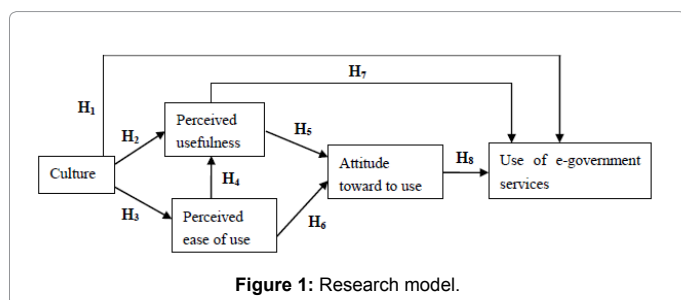 H1
H7
H2
Perceived
usefulness
H5
Culture
H4
Attitude
toward to use
H8
Use of e-government
services
H3
Perceived
ease of use
H6
Figure 1: Research model.